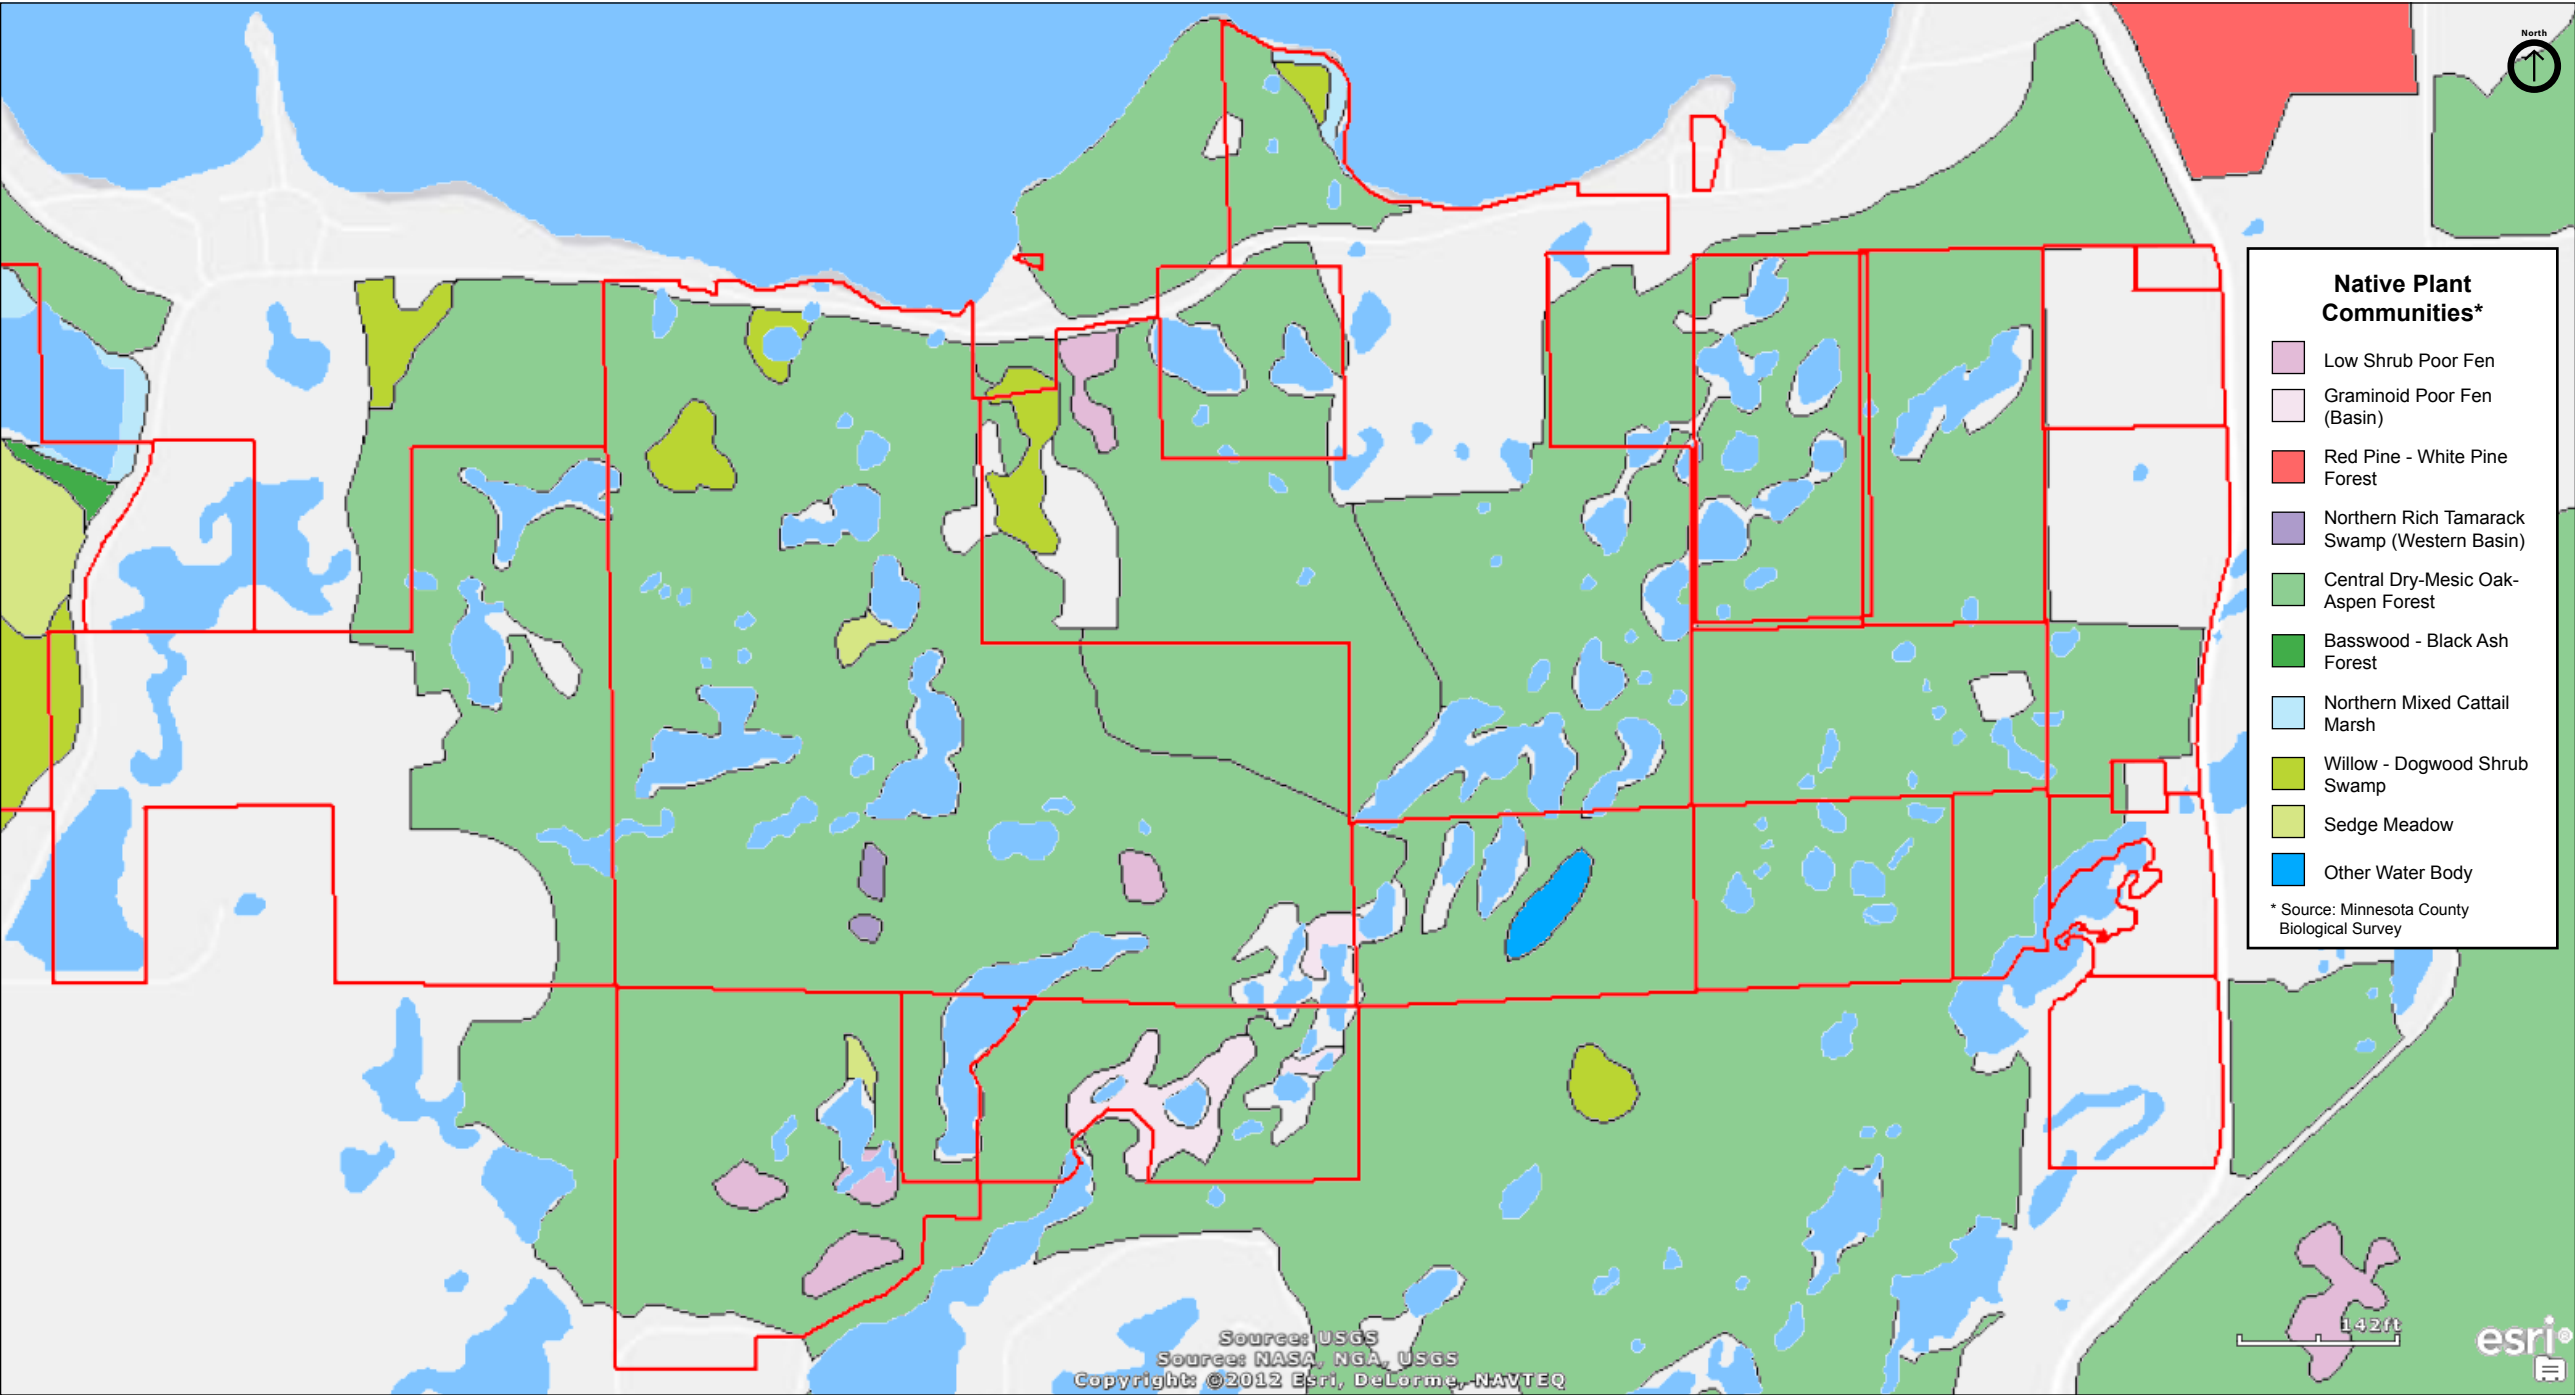 North
Native Plant
Communities*
Low Shrub Poor Fen
Graminoid Poor Fen
(Basin)
Red Pine - White Pine
Forest
Northern Rich Tamarack
Swamp (Western Basin)
Central Dry-Mesic Oak-
Aspen Forest
Basswood - Black Ash
Forest
Northern Mixed Cattail
Marsh
Willow - Dogwood Shrub
Swamp
Sedge Meadow
Other Water Body
* Source: Minnesota County
Biological Survey
142ft
esri®
Source: USGS
Source: NASA, NGA, USGS
Copyright: ©2012 Esri, DeLorme, NAVTEQ